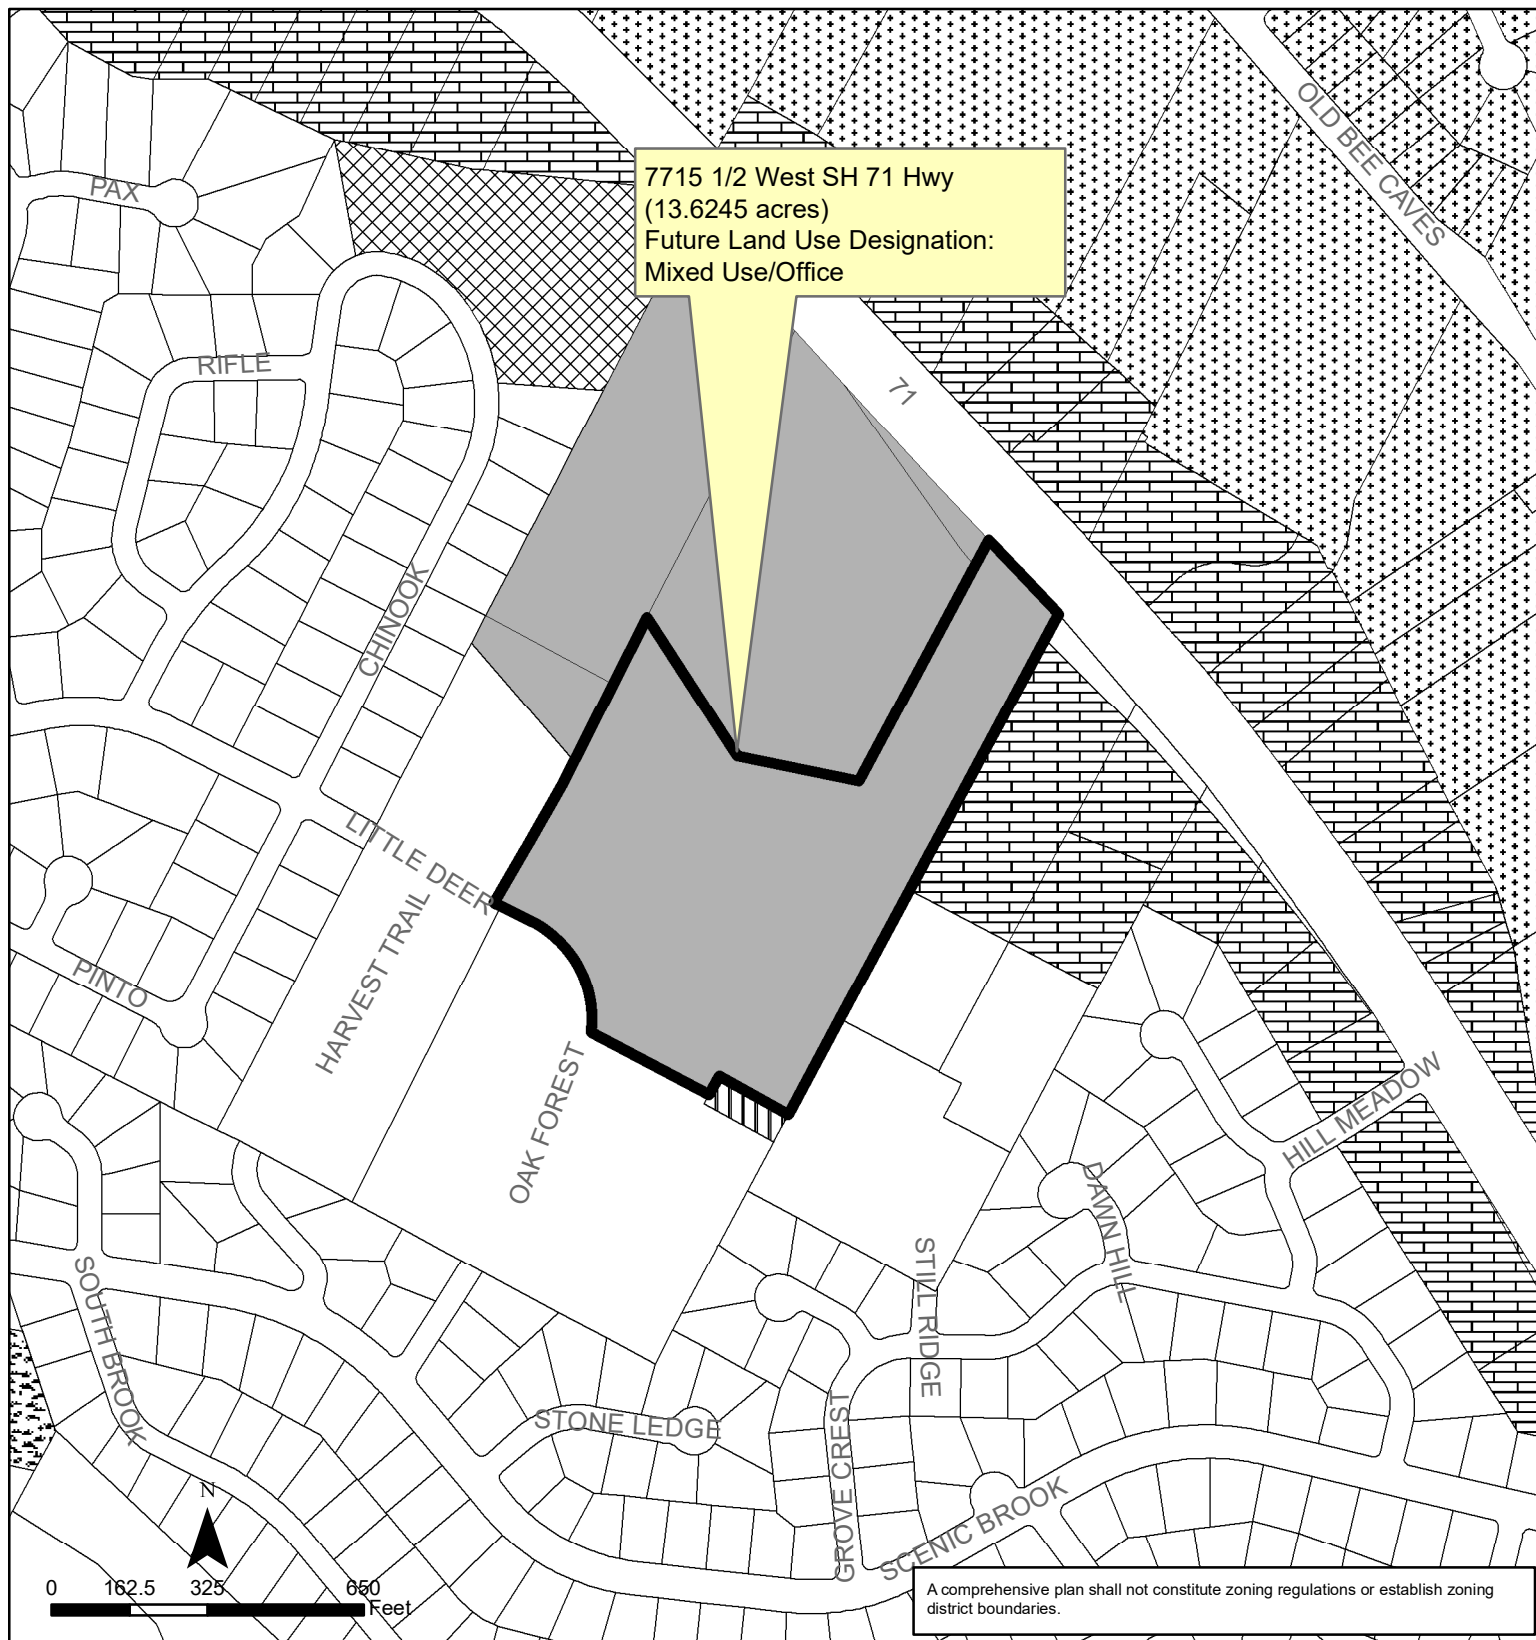 OLD BEE CAVES
PAX
7715 1/2 West SH 71 Hwy
(13.6245 acres)
Future Land Use Designation:
Mixed Use/Office
RIFLE
71
CHINOOK
LITTLE DEER
HARVEST TRAIL
PINTO
OAK FOREST
HILL MEADOW
DAWN HILL
STILL RIDGE
SOUTH BROOK
STONE LEDGE
GROVE CREST
SCENIC BROOK
N
0 162.5 325 650
Feet
A comprehensive plan shall not constitute zoning regulations or establish zoning
district boundaries.